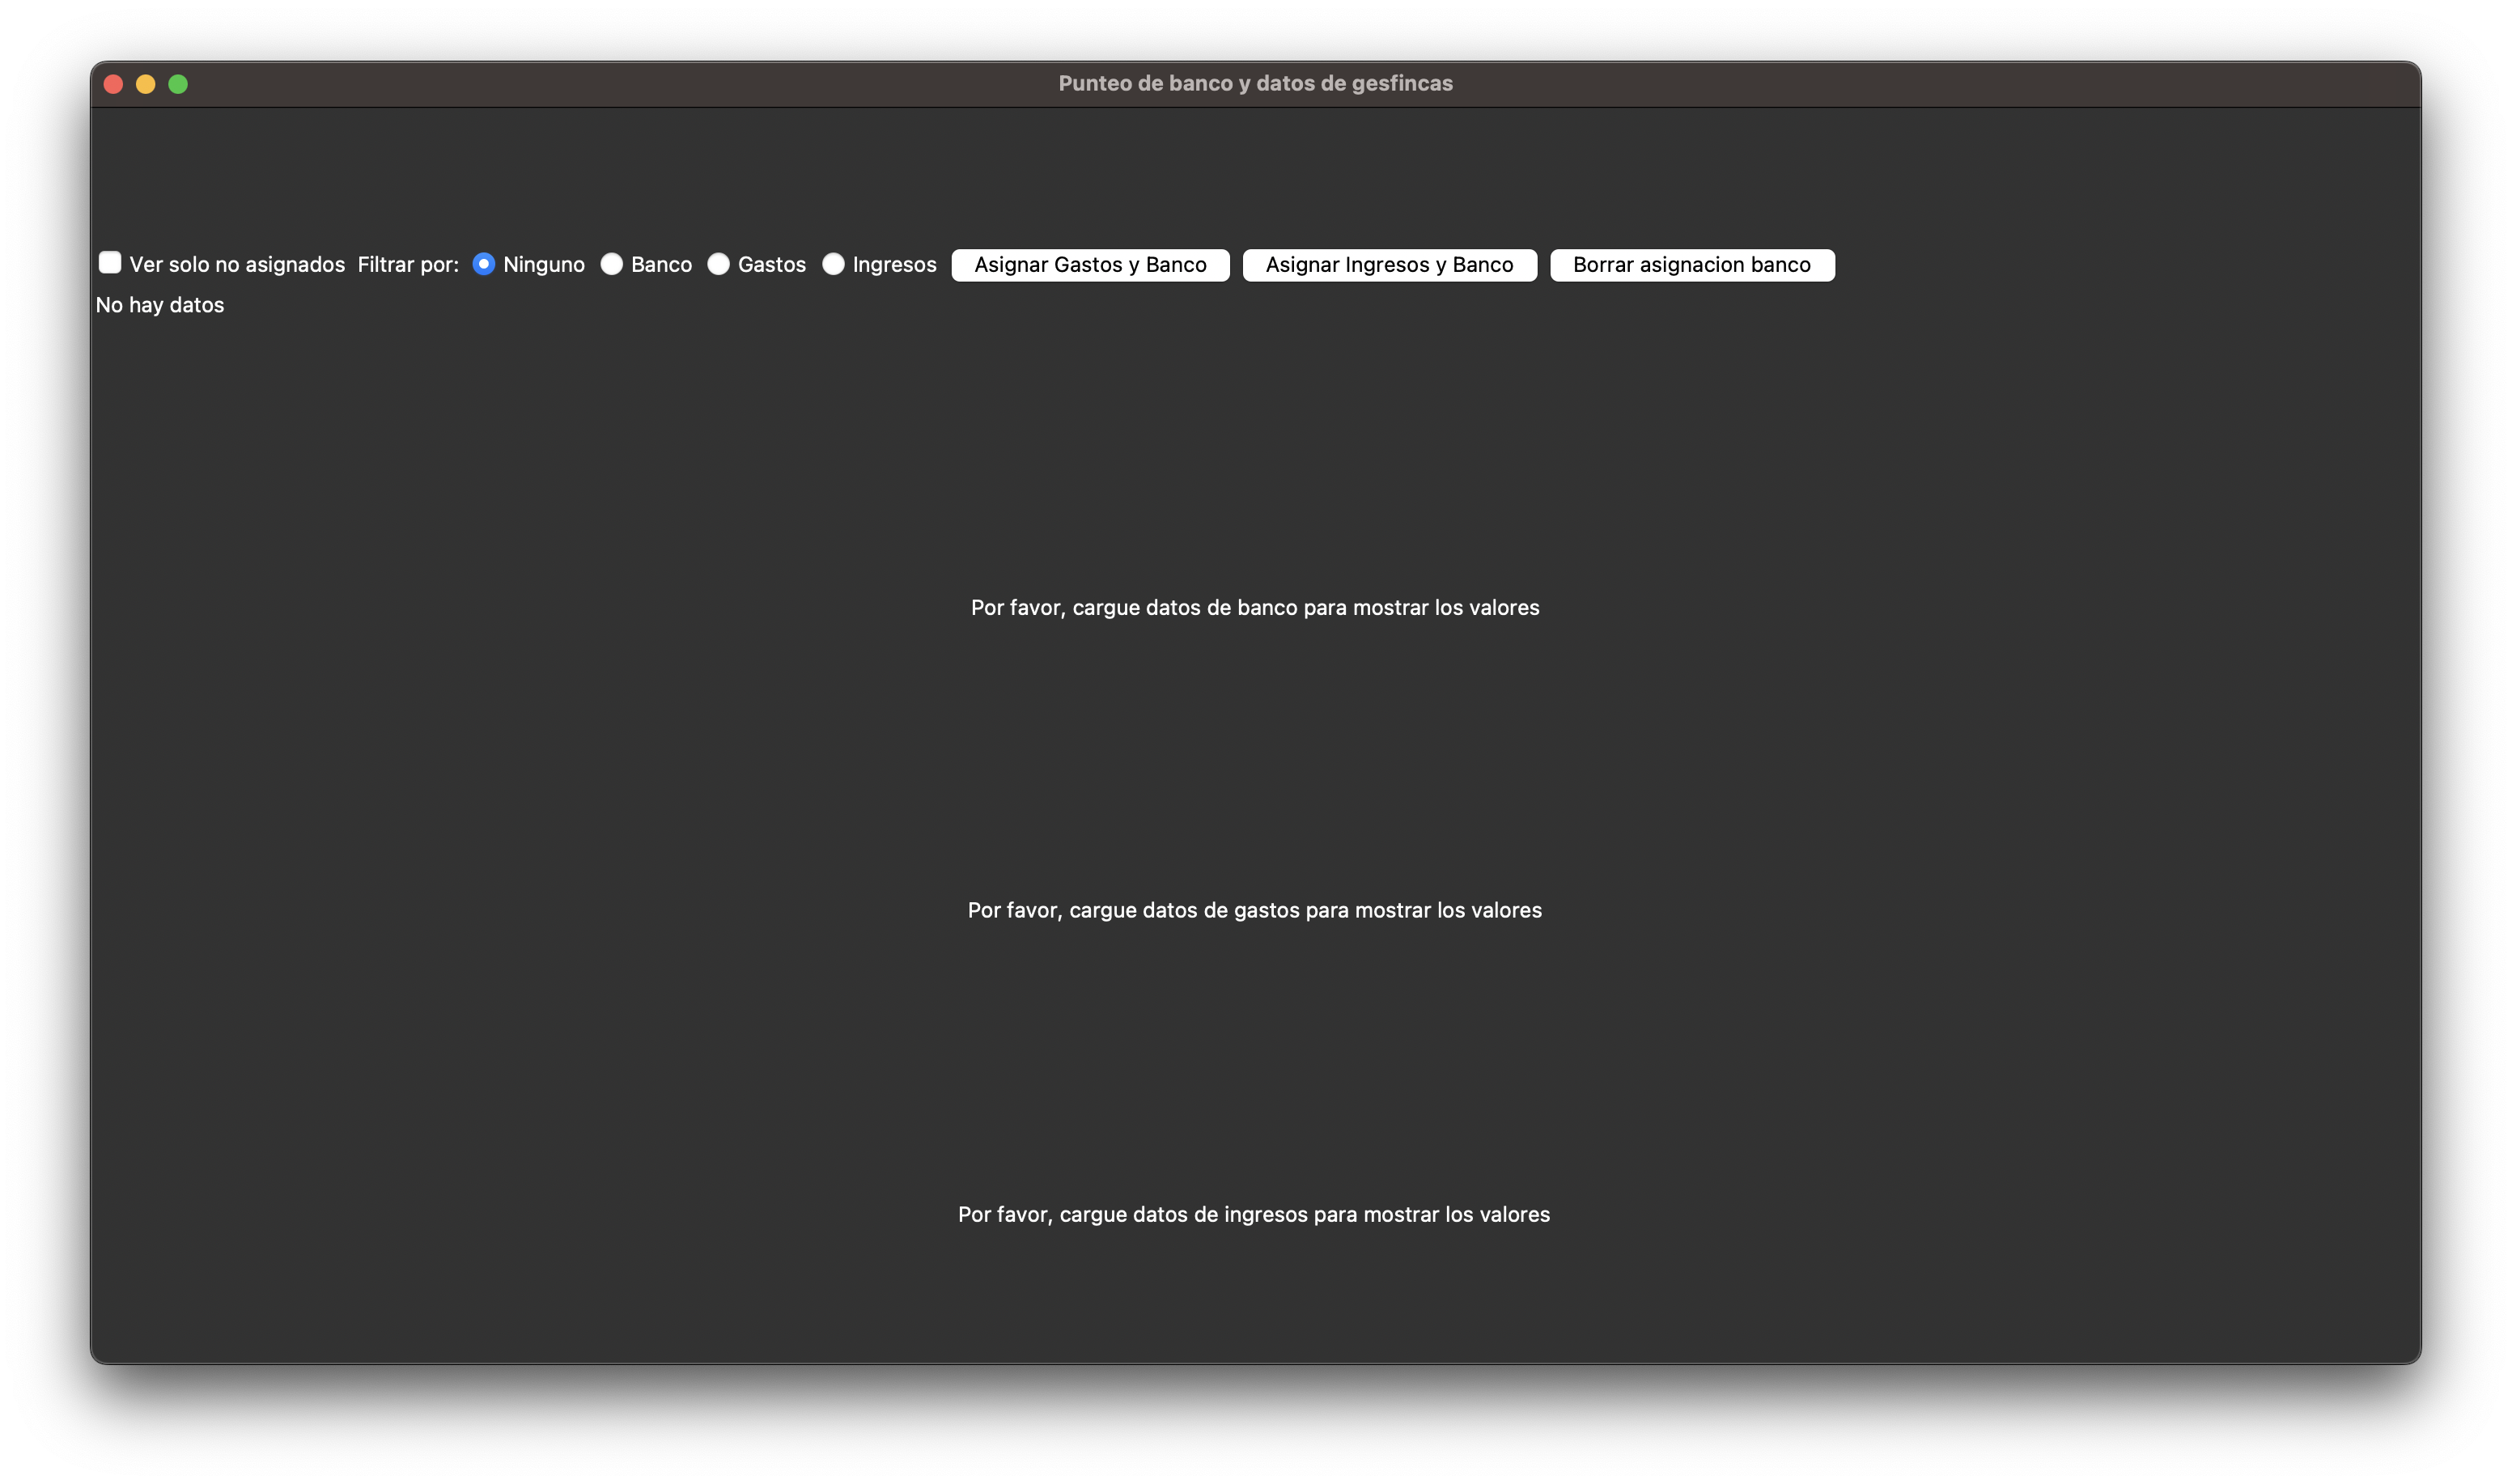 Punteo de banco y datos de gesfincas
Ver solo no asignados Filtrar por: Ninguno Banco Gastos Ingresos Asignar Gastos y Banco Asignar Ingresos y Banco Borrar asignacion banco
No hay datos
Por favor, cargue datos de banco para mostrar los valores
Por favor, cargue datos de gastos para mostrar los valores
Por favor, cargue datos de ingresos para mostrar los valores